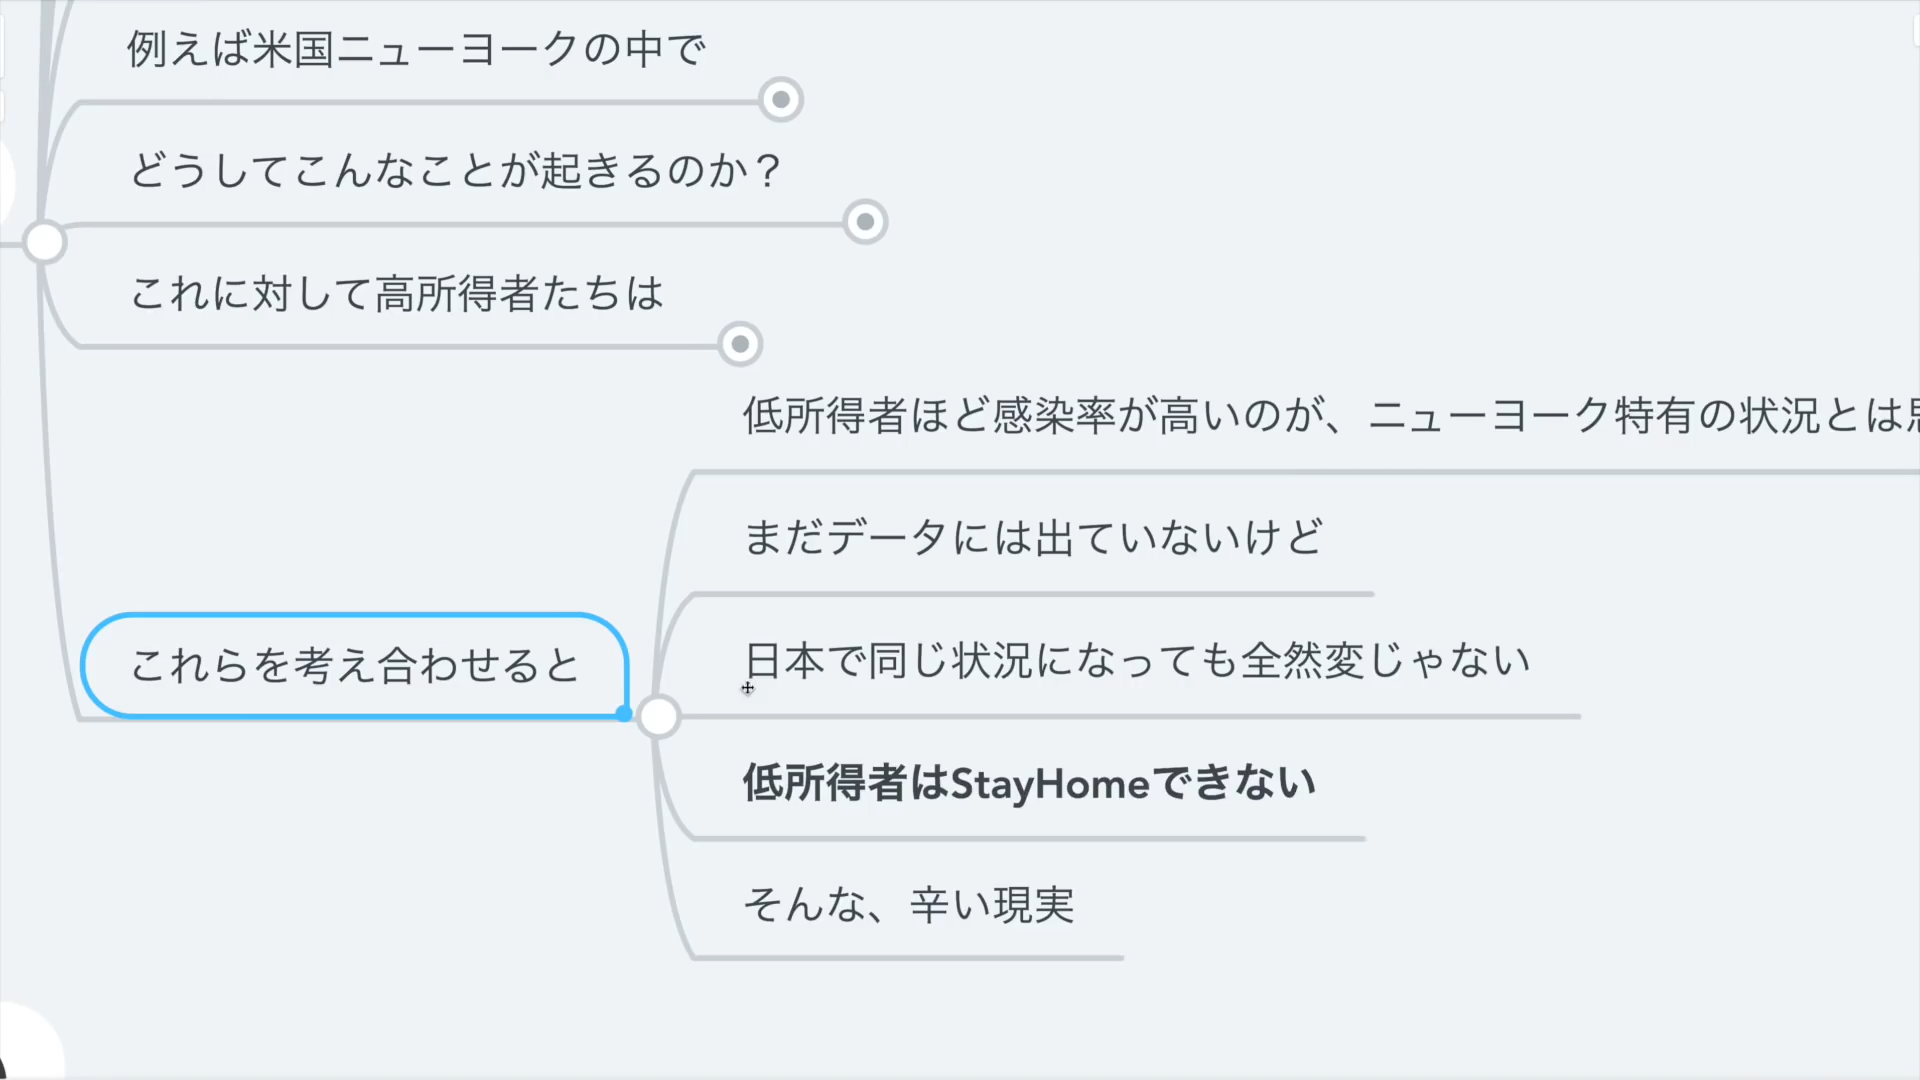 例えば米国ニューヨークの中で
どうしてこんなことが起きるのか？
これに対して高所得者たちは
低所得者ほど感染率が高いのが、ニューヨーク特有の状況とは
まだデータには出ていないけど
日本で同じ状況になっても全然変じゃない
これらを考え合わせると
低所得者はStayHomeできない
そんな、辛い現実